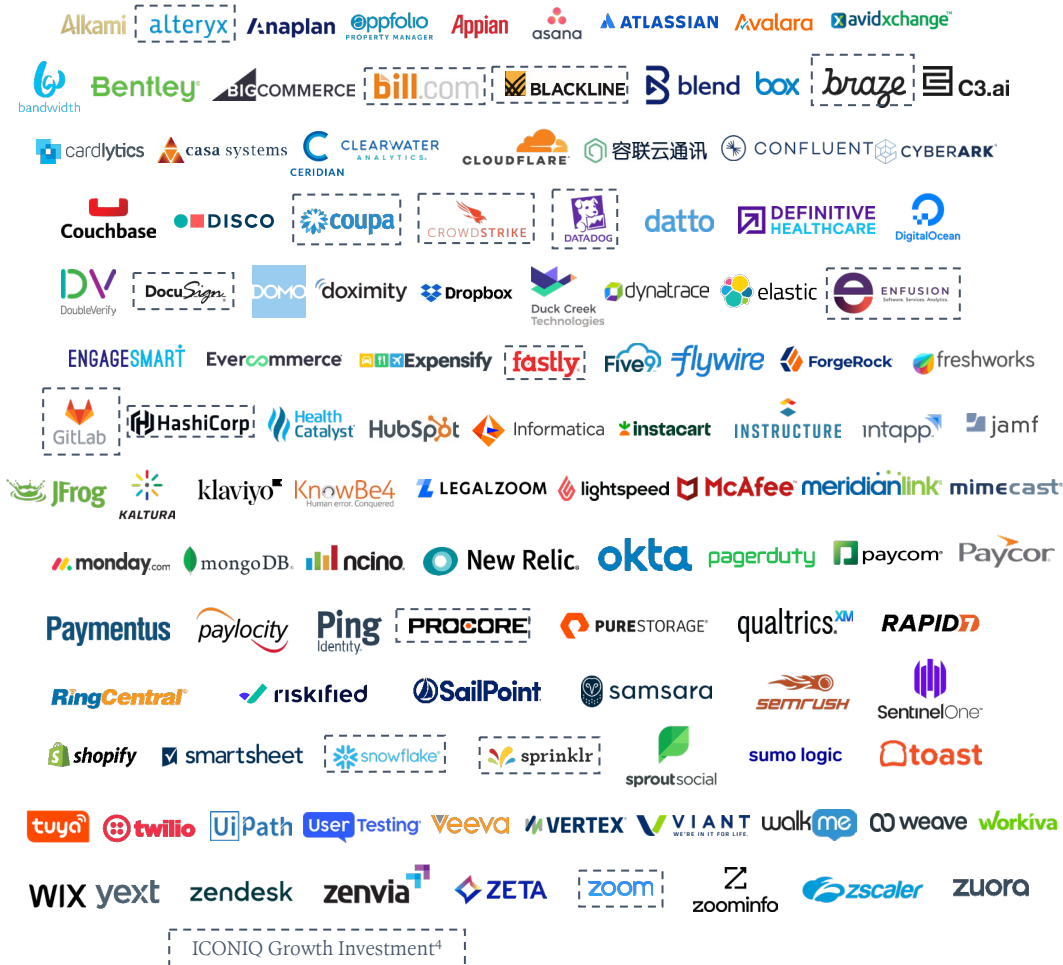 Alkami alteryx Anaplan appfolio PROPERTY MANAGER Appian asana ATLASSIAN Avalara avidxchange™
bandwidth Bentley® BIGCOMMERCE bill.com BLACKLINE blend box braze C3.ai
cardlytics casa systems CERIDIAN CLEARWATER ANALYTICS® CLOUDFLARE® 容联云通讯 CONFLUENT CYBERARK®
Couchbase DISCO coupa CROWDSTRIKE DATADOG datto DEFINITIVE HEALTHCARE DigitalOcean
DV DoubleVerify DocuSign® DOMO doximity Dropbox Duck Creek Technologies dynatrace elastic e ENFUSION Software. Services. Analytics.
ENGAGESMART Evercommerce® Expensify fastly® Five9® flywire ForgeRock® freshworks
GitLab HashiCorp Health Catalyst® HubSpot Informatica instacart INSTRUCTURE intapp jamf
JFrog KALTURA klaviyo KnowBe4 Human error. Conquered LEGALZOOM lightspeed McAfee™ meridianlink® mimecast®
monday.com mongoDB® ncino® New Relic® okta pagerduty paycom® Paycor®
Paymentus paylocity Ping Identity® PROCORE PURESTORAGE® qualtrics.XM RAPID7
RingCentral® riskified SailPoint samsara semrush SentinelOne™
shopify smartsheet snowflake® sprinklr sproutsocial sumo logic toast
tuya twilio UiPath UserTesting® veeva VERTEX® VIANT WE'RE IN IT FOR LIFE. walkme weave workiva
WIX yext zendesk zenvia ZETA zoom zoominfo zscaler zuora
ICONIQ Growth Investment⁴